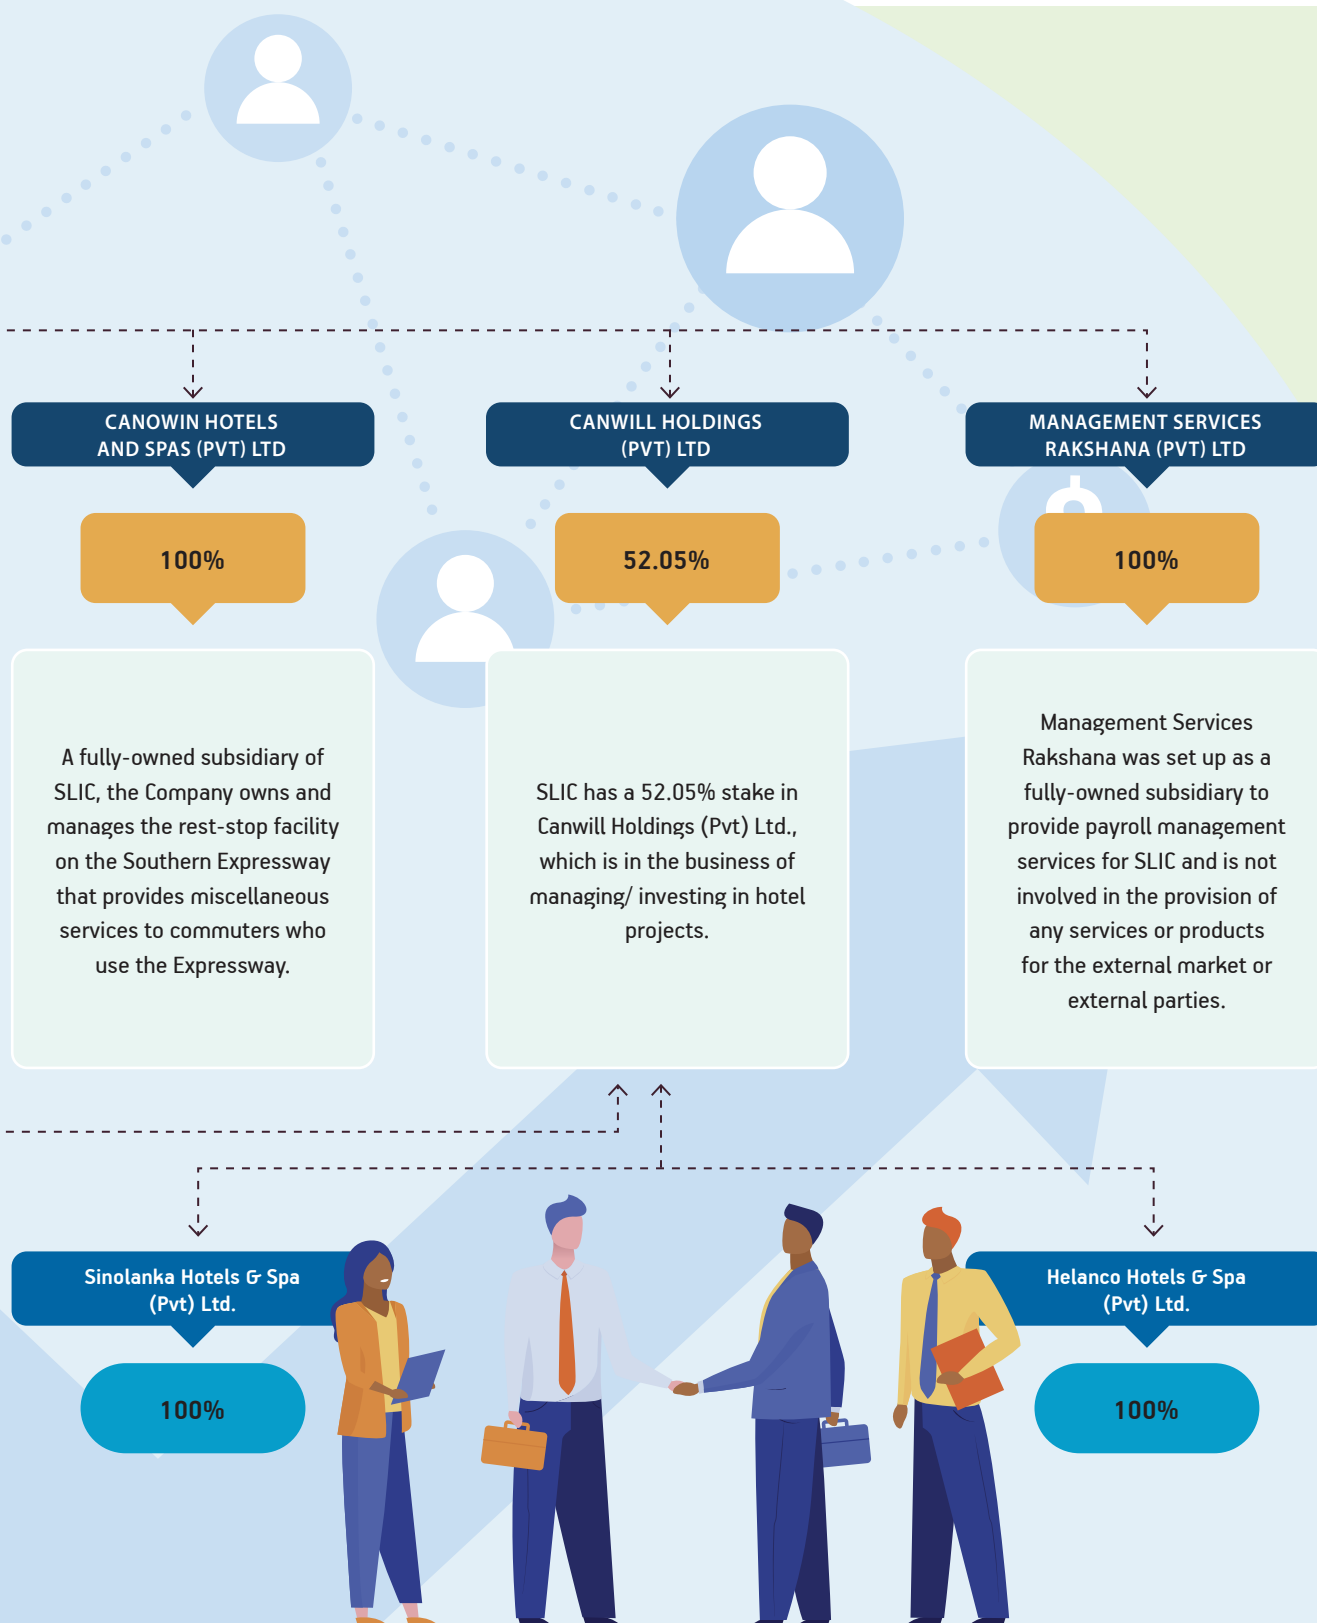 CANOWIN HOTELS
AND SPAS (PVT) LTD
100%
A fully-owned subsidiary of
SLIC, the Company owns and
manages the rest-stop facility
on the Southern Expressway
that provides miscellaneous
services to commuters who
use the Expressway.
CANWILL HOLDINGS
(PVT) LTD
52.05%
SLIC has a 52.05% stake in
Canwill Holdings (Pvt) Ltd.,
which is in the business of
managing/ investing in hotel
projects.
MANAGEMENT SERVICES
RAKSHANA (PVT) LTD
100%
Management Services
Rakshana was set up as a
fully-owned subsidiary to
provide payroll management
services for SLIC and is not
involved in the provision of
any services or products
for the external market or
external parties.
Sinolanka Hotels & Spa
(Pvt) Ltd.
100%
Helanco Hotels & Spa
(Pvt) Ltd.
100%